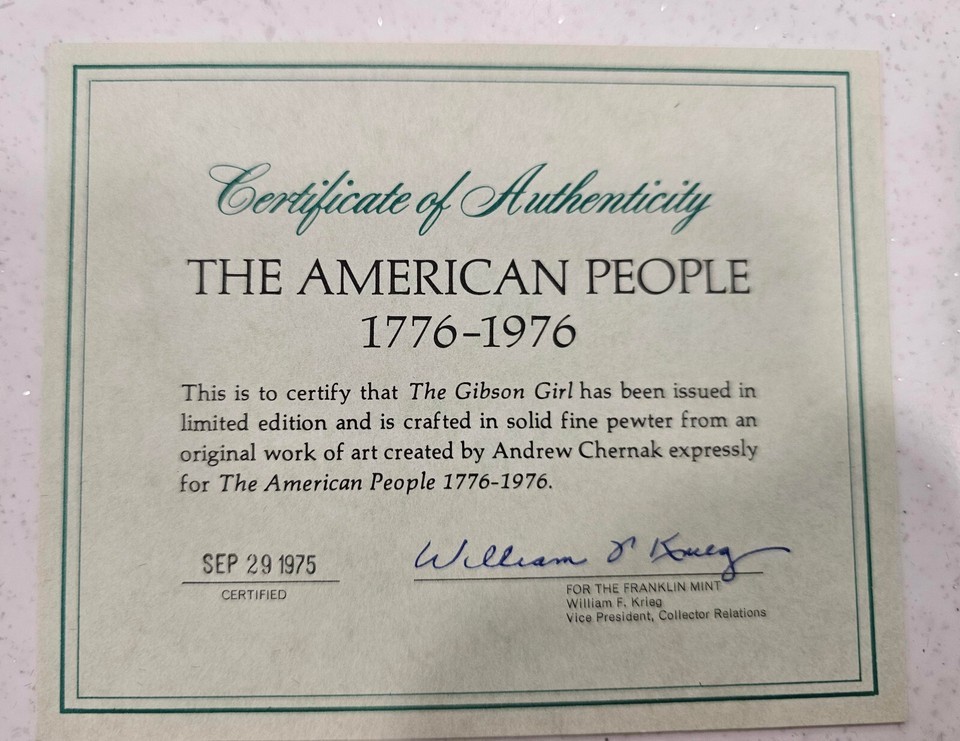 Certificate of Authenticity
THE AMERICAN PEOPLE
1776-1976
This is to certify that The Gibson Girl has been issued in
limited edition and is crafted in solid fine pewter from an
original work of art created by Andrew Chernak expressly
for The American People 1776-1976.
SEP 29 1975
CERTIFIED
William F Krieg
FOR THE FRANKLIN MINT
William F. Krieg
Vice President, Collector Relations